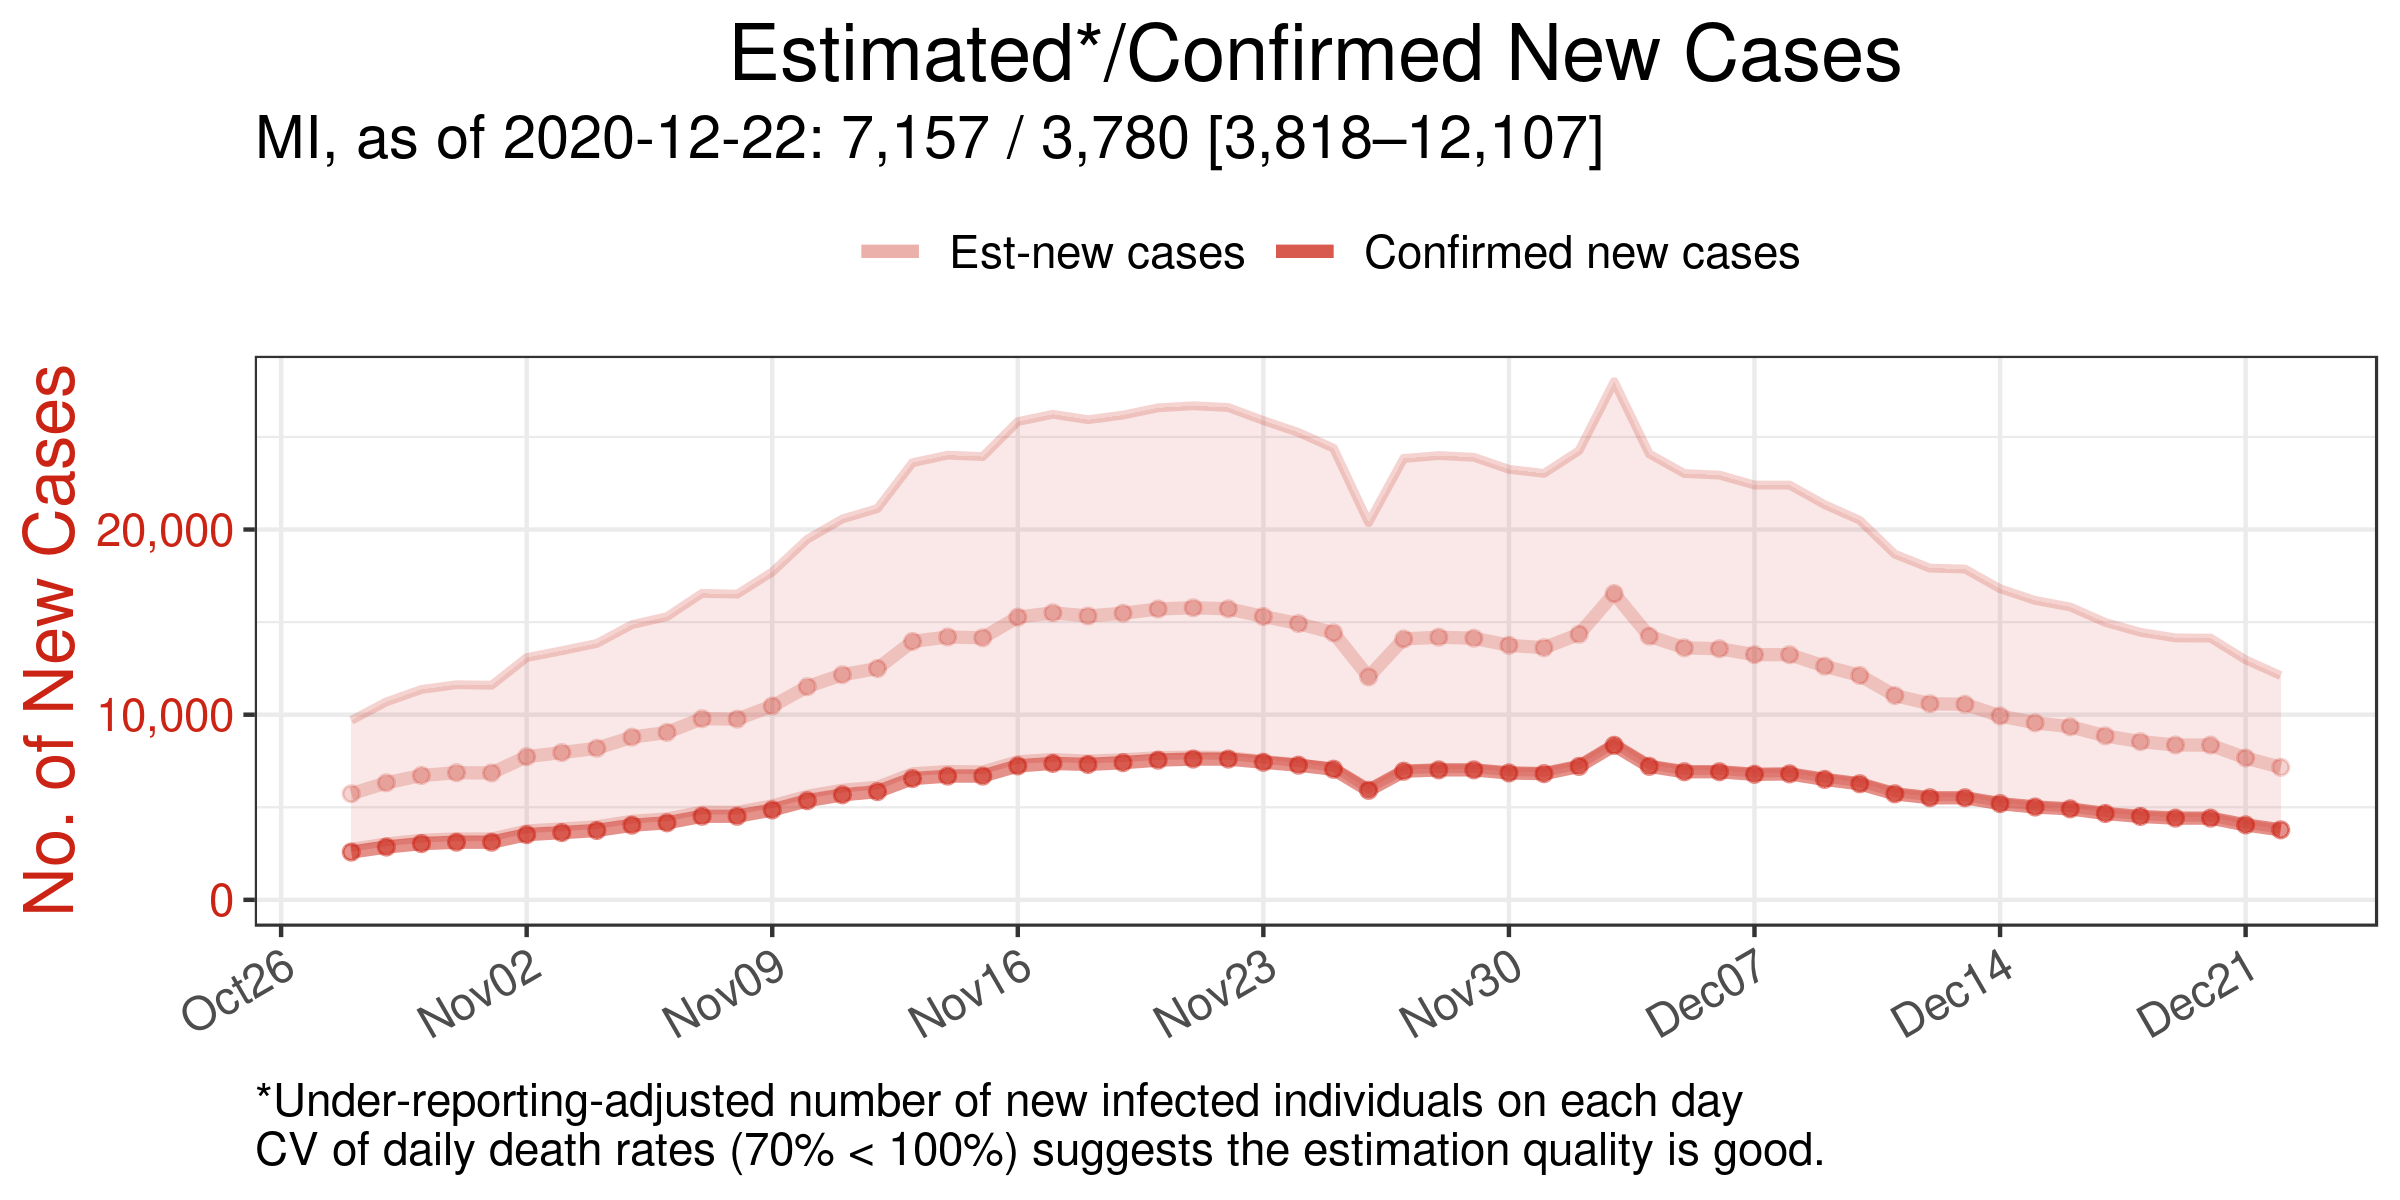 Estimated*/Confirmed New Cases
MI, as of 2020-12-22: 7,157 / 3,780 [3,818–12,107]
Est-new cases
Confirmed new cases
No. of New Cases
20,000
10,000
0
Oct26
Nov02
Nov09
Nov16
Nov23
Nov30
Dec07
Dec14
Dec21
*Under-reporting-adjusted number of new infected individuals on each day
CV of daily death rates (70% < 100%) suggests the estimation quality is good.